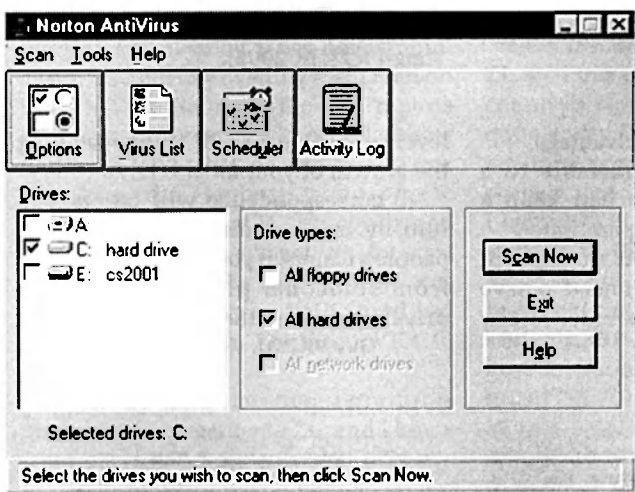 Norton AntiVirus
Scan Tools Help
Options Virus List Scheduler Activity Log
Drives:
A
C: hard drive
E: cs2001
Drive types:
All floppy drives
All hard drives
All network drives
Scan Now
Exit
Help
Selected drives: C:
Select the drives you wish to scan, then click Scan Now.